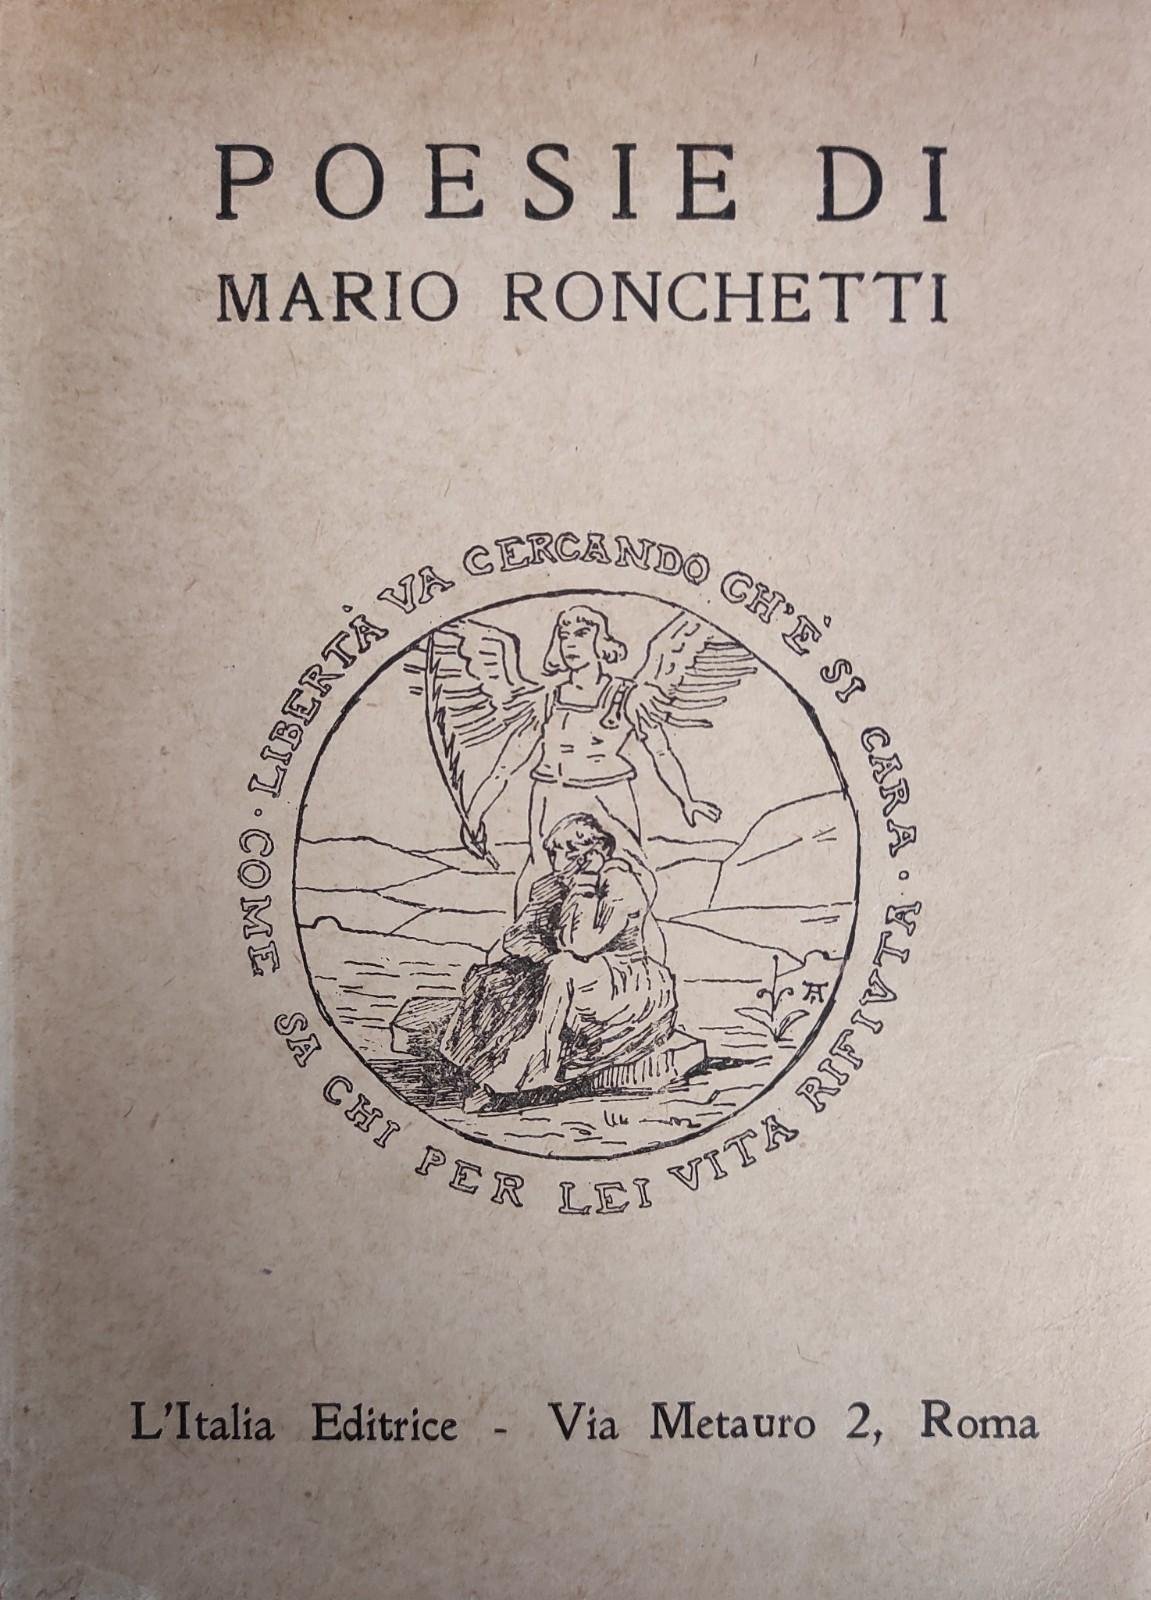 POESIE DI
MARIO RONCHETTI
LIBERTÀ VA CERCANDO CH'È SI CARA · COME SA CHI PER LEI VITA RIFIUTA
L'Italia Editrice - Via Metauro 2, Roma